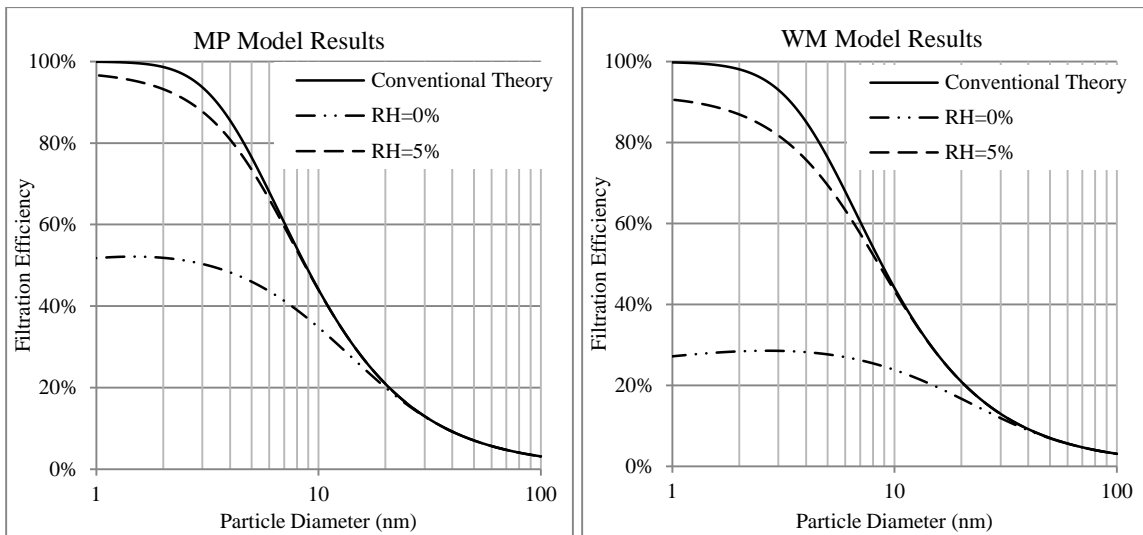 MP Model Results
100%
80%
60%
40%
20%
0%
Filtration Efficiency
Conventional Theory
RH=0%
RH=5%
1
10
100
Particle Diameter (nm)
WM Model Results
100%
80%
60%
40%
20%
0%
Filtration Efficiency
Conventional Theory
RH=0%
RH=5%
1
10
100
Particle Diameter (nm)